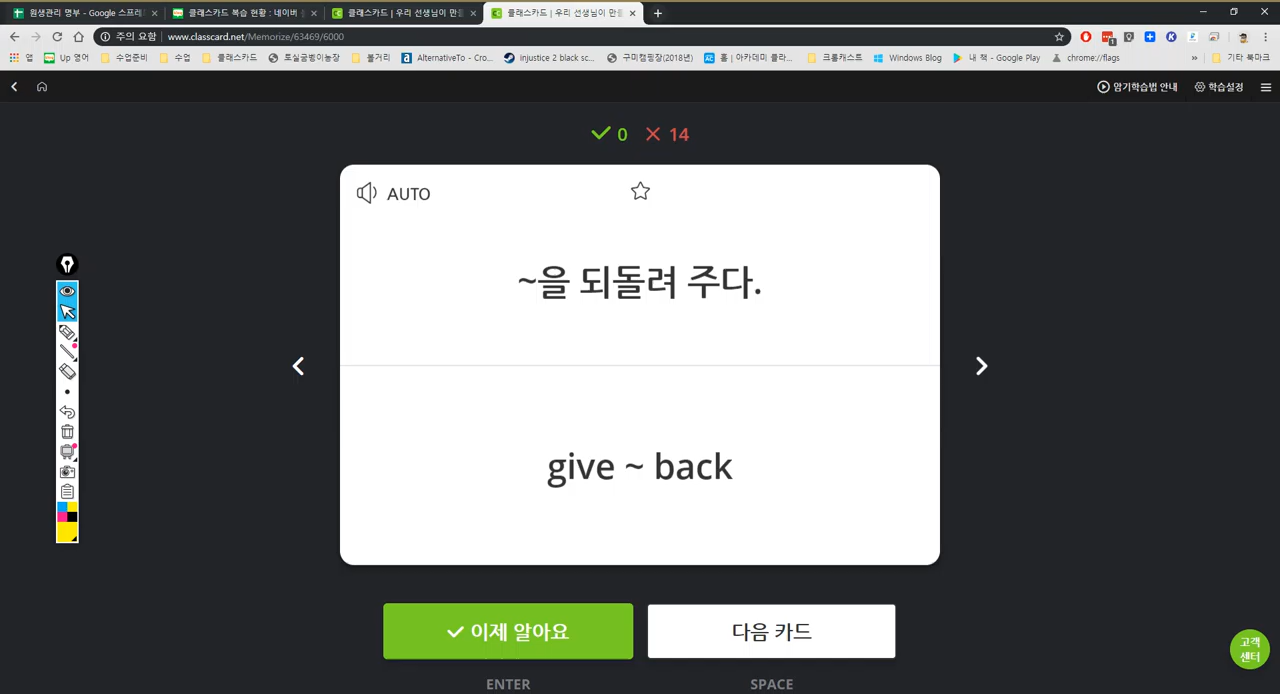 원생관리 명부 - Google 스프레
클래스카드 복습 현황 : 네이버
클래스카드 | 우리 선생님이 만든
클래스카드 | 우리 선생님이 만든
주의 요함 | www.classcard.net/Memorize/63469/6000
앱 Up 영어 수업준비 수업 클래스카드 토실공벵이농장 볼거리 AlternativeTo - Cro... Injustice 2 black sc... 구미캠핑장(2018년) 홈 | 아카데미 클라... 크롬캐스트 Windows Blog 내 책 - Google Play chrome://flags » 기타 북마크
암기학습법 안내 학습설정
0 14
AUTO
~을 되돌려 주다.
give ~ back
이제 알아요 다음 카드
ENTER SPACE
고객
센터